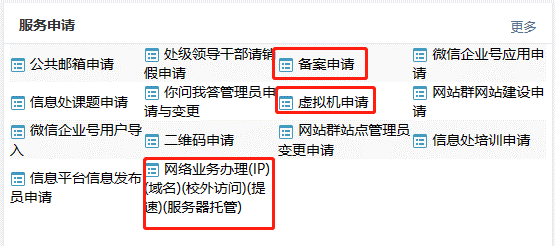 服务申请
更多
公共邮箱申请
处级领导干部请销
假申请
备案申请
微信企业号应用申
请
信息处课题申请
你问我答管理员申
请与变更
虚拟机申请
网站群网站建设申
请
微信企业号用户导
入
二维码申请
网站群站点管理员
变更申请
信息处培训申请
信息平台信息发布
员申请
网络业务办理(IP)
(域名)(校外访问)(提
速)(服务器托管)